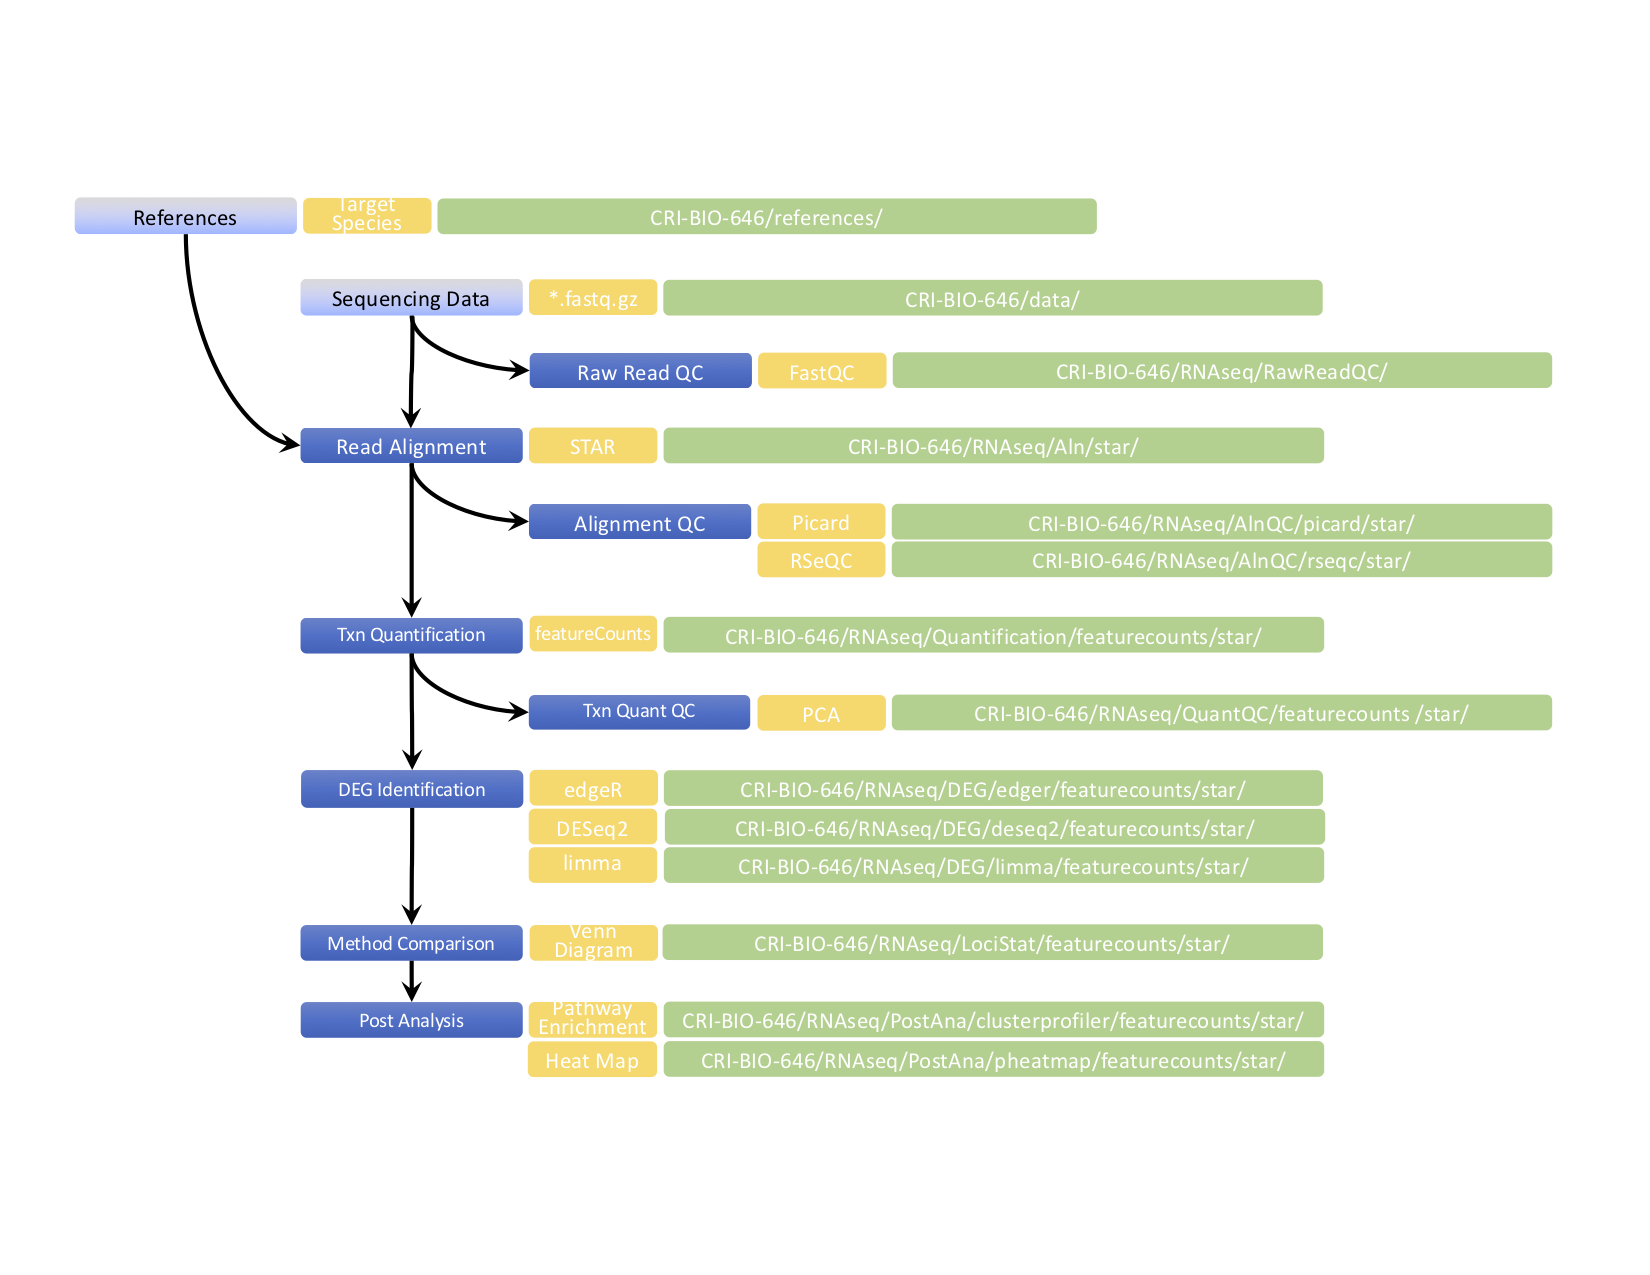 References
Target
Species
CRI-BIO-646/references/
Sequencing Data
*.fastq.gz
CRI-BIO-646/data/
Raw Read QC
FastQC
CRI-BIO-646/RNAseq/RawReadQC/
Read Alignment
STAR
CRI-BIO-646/RNAseq/Aln/star/
Alignment QC
Picard
CRI-BIO-646/RNAseq/AlnQC/picard/star/
RSeQC
CRI-BIO-646/RNAseq/AlnQC/rseqc/star/
Txn Quantification
featureCounts
CRI-BIO-646/RNAseq/Quantification/featurecounts/star/
Txn Quant QC
PCA
CRI-BIO-646/RNAseq/QuantQC/featurecounts /star/
DEG Identification
edgeR
CRI-BIO-646/RNAseq/DEG/edger/featurecounts/star/
DESeq2
CRI-BIO-646/RNAseq/DEG/deseq2/featurecounts/star/
limma
CRI-BIO-646/RNAseq/DEG/limma/featurecounts/star/
Method Comparison
Venn
Diagram
CRI-BIO-646/RNAseq/LociStat/featurecounts/star/
Post Analysis
Pathway
Enrichment
CRI-BIO-646/RNAseq/PostAna/clusterprofiler/featurecounts/star/
Heat Map
CRI-BIO-646/RNAseq/PostAna/pheatmap/featurecounts/star/